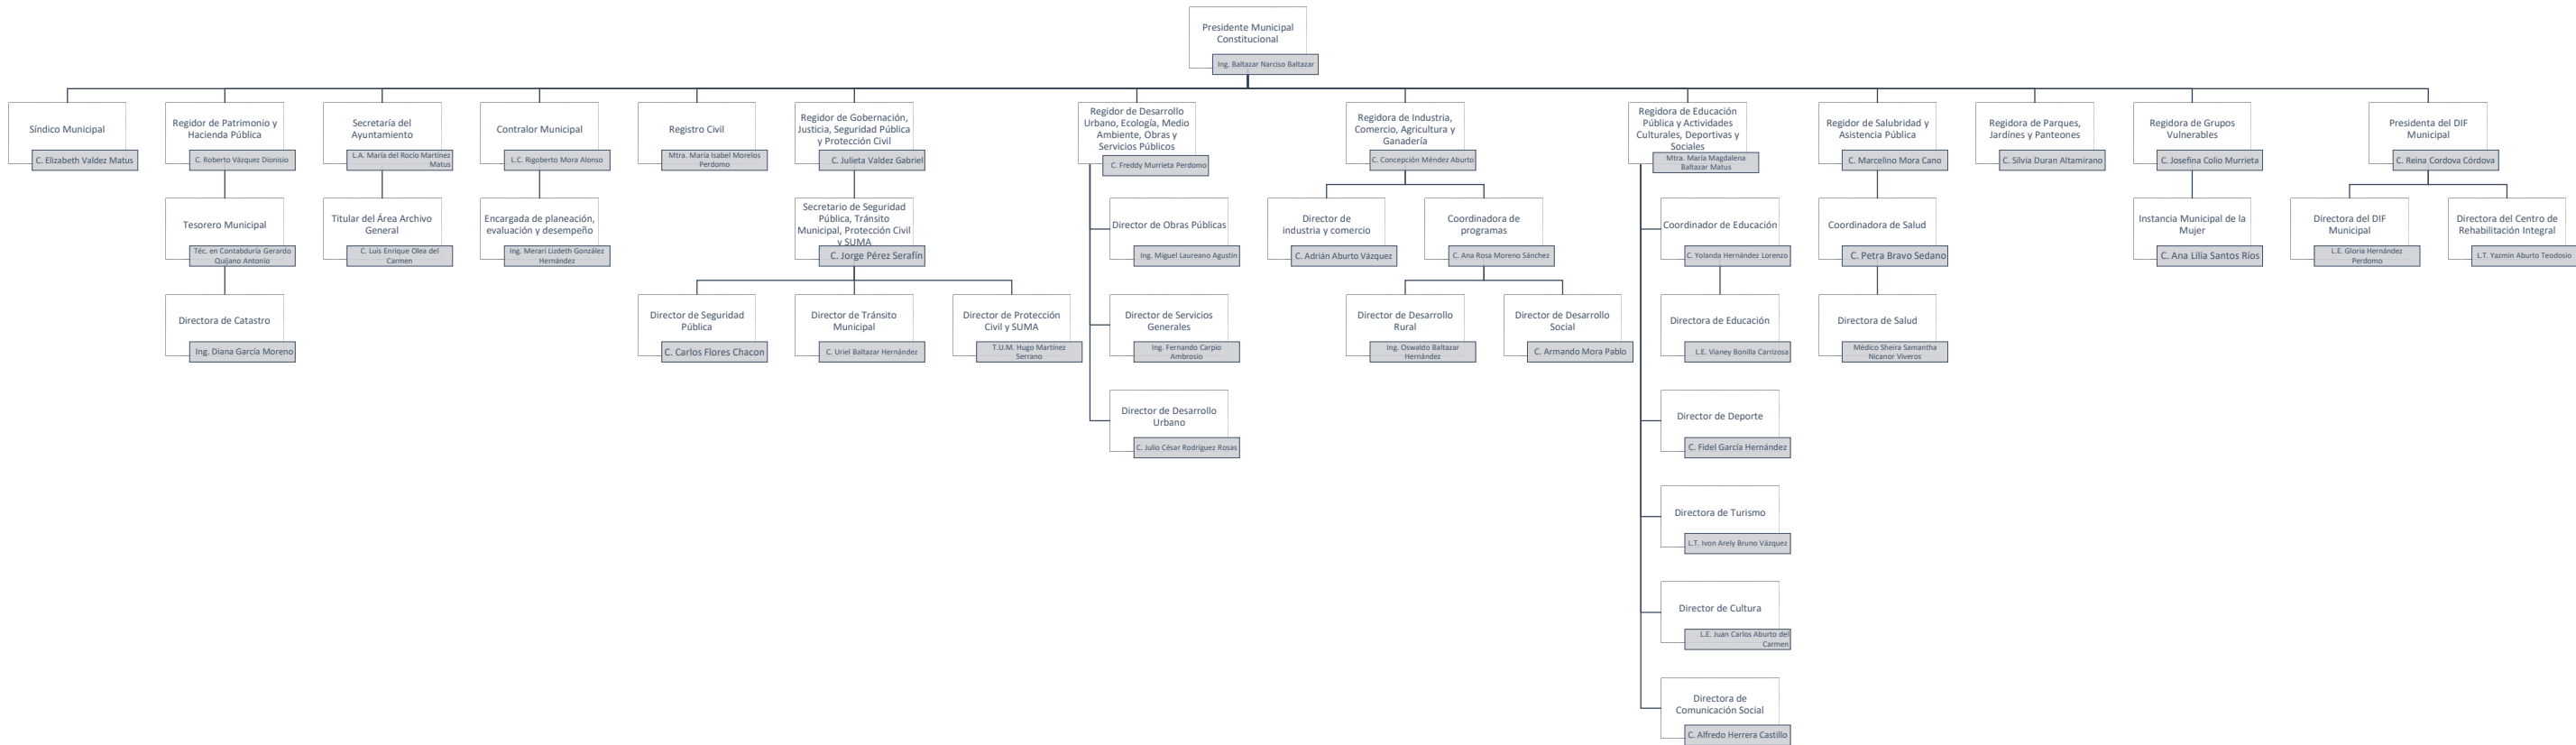 Presidente Municipal
Constitucional
Ing. Baltazar Narciso Baltazar
Síndico Municipal
C. Elizabeth Valdez Matus
Regidor de Patrimonio y
Hacienda Pública
C. Roberto Vázquez Dionisio
Secretaría del
Ayuntamiento
L.A. María del Rocío Martínez
Matus
Contralor Municipal
L.C. Rigoberto Mora Alonso
Registro Civil
Mtra. María Isabel Morelos
Perdomo
Regidor de Gobernación,
Justicia, Seguridad Pública
y Protección Civil
C. Julieta Valdez Gabriel
Regidor de Desarrollo
Urbano, Ecología, Medio
Ambiente, Obras y
Servicios Públicos
C. Freddy Murrieta Perdomo
Regidora de Industria,
Comercio, Agricultura y
Ganadería
C. Concepción Méndez Aburto
Regidora de Educación
Pública y Actividades
Culturales, Deportivas y
Sociales
Mtra. María Magdalena
Baltazar Matus
Regidor de Salubridad y
Asistencia Pública
C. Marcelino Mora Cano
Regidora de Parques,
Jardínes y Panteones
C. Silvia Duran Altamirano
Regidora de Grupos
Vulnerables
C. Josefina Colio Murrieta
Presidenta del DIF
Municipal
C. Reina Cordova Córdova
Tesorero Municipal
Téc. en Contabduría Gerardo
Quijano Antonio
Titular del Área Archivo
General
C. Luis Enrique Olea del
Carmen
Encargada de planeación,
evaluación y desempeño
Ing. Merari Lizdeth González
Hernández
Secretario de Seguridad
Pública, Tránsito
Municipal, Protección Civil
y SUMA
C. Jorge Pérez Serafín
Director de Obras Públicas
Ing. Miguel Laureano Agustin
Director de
industria y comercio
C. Adrián Aburto Vázquez
Coordinadora de
programas
C. Ana Rosa Moreno Sánchez
Coordinador de Educación
C. Yolanda Hernández Lorenzo
Coordinadora de Salud
C. Petra Bravo Sedano
Instancia Municipal de la
Mujer
C. Ana Lilia Santos Ríos
Directora del DIF
Municipal
L.E. Gloria Hernández
Perdomo
Directora del Centro de
Rehabilitación Integral
L.T. Yazmin Aburto Teodosio
Directora de Catastro
Ing. Diana García Moreno
Director de Seguridad
Pública
C. Carlos Flores Chacon
Director de Tránsito
Municipal
C. Uriel Baltazar Hernández
Director de Protección
Civil y SUMA
T.U.M. Hugo Martínez
Serrano
Director de Servicios
Generales
Ing. Fernando Carpio
Ambrosio
Director de Desarrollo
Rural
Ing. Oswaldo Baltazar
Hernández
Director de Desarrollo
Social
C. Armando Mora Pablo
Directora de Educación
L.E. Vianey Bonilla Carrizosa
Directora de Salud
Médico Sheira Samantha
Nicanor Viveros
Director de Desarrollo
Urbano
C. Julio César Rodríguez Rosas
Director de Deporte
C. Fidel García Hernández
Directora de Turismo
L.T. Ivon Arely Bruno Vázquez
Director de Cultura
L.E. Juan Carlos Aburto del
Carmen
Directora de
Comunicación Social
C. Alfredo Herrera Castillo